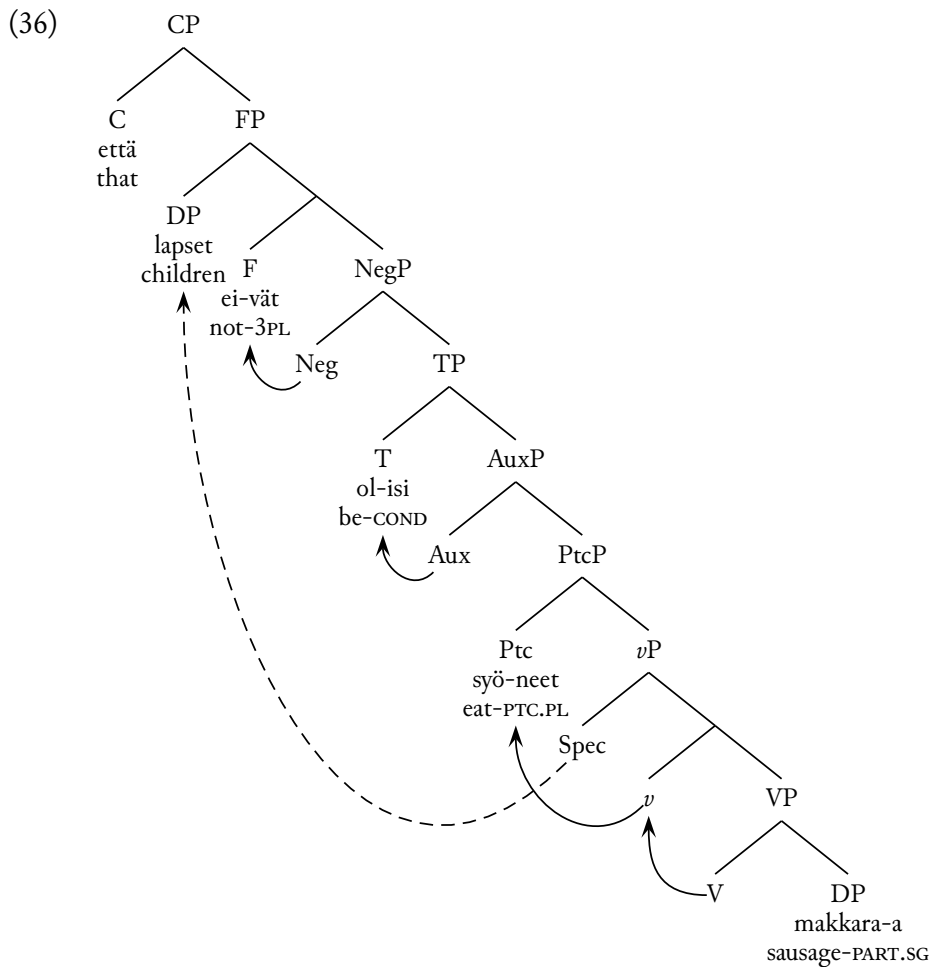 (36)
CP
C
että
that
FP
DP
lapset
children
F
ei-vät
not-3PL
NegP
Neg
TP
T
ol-isi
be-COND
AuxP
Aux
PtcP
Ptc
syö-neet
eat-PTC.PL
vP
Spec
v
VP
V
DP
makkara-a
sausage-PART.SG